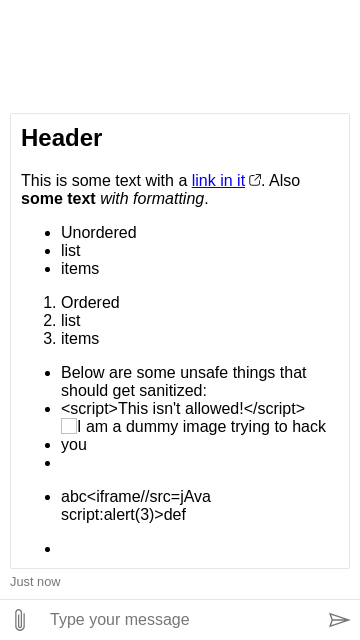 Header
This is some text with a link in it. Also
some text with formatting.
• Unordered
• list
• items
1. Ordered
2. list
3. items
• Below are some unsafe things that
should get sanitized:
• <script>This isn't allowed!</script>
I am a dummy image trying to hack
• you
•
• abc<iframe//src=jAva
script:alert(3)>def
•
Just now
Type your message